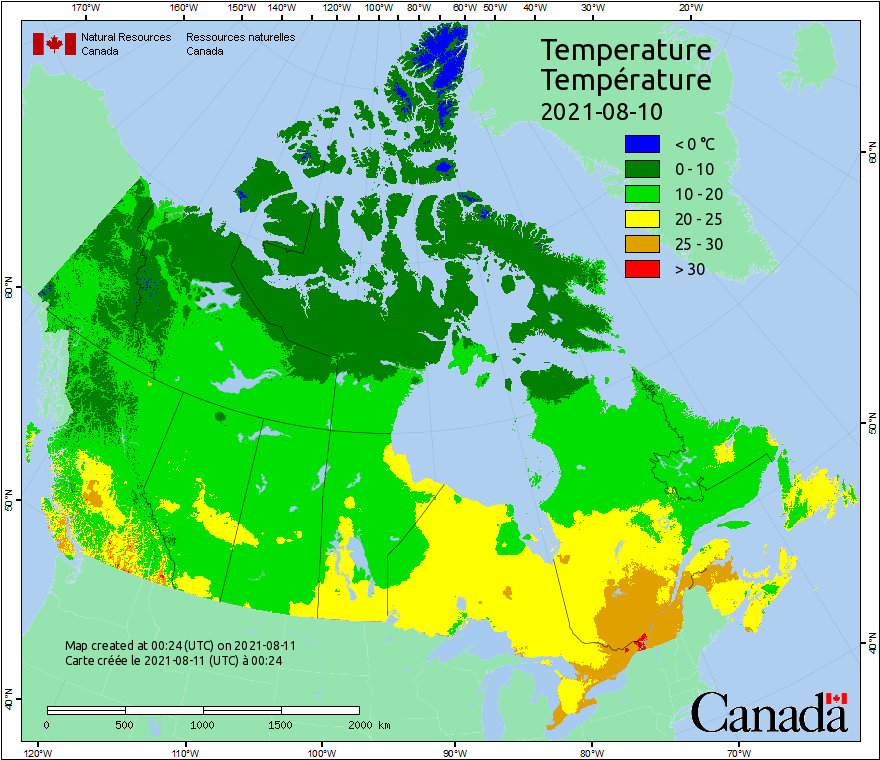 170°W 160°W 150°W 140°W 130°W 120°W 110°W 100°W 80°W 60°W 50°W 40°W 30°W 20°W
Natural Resources Canada
Ressources naturelles Canada
Temperature
Température
2021-08-10
< 0 °C
0 - 10
10 - 20
20 - 25
25 - 30
> 30
60°N
60°N
50°N
50°N
40°N
40°N
Map created at 00:24 (UTC) on 2021-08-11
Carte créée le 2021-08-11 (UTC) à 00:24
0 500 1000 1500 2000 km
Canada
120°W 110°W 100°W 90°W 80°W 70°W